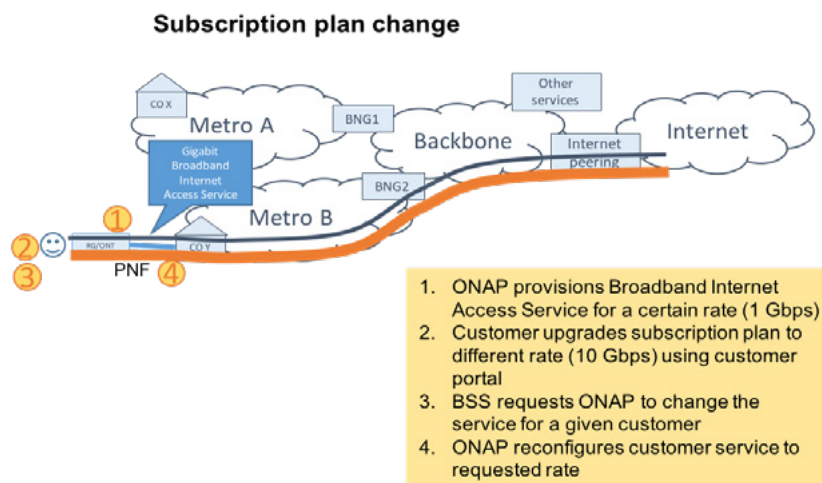 Subscription plan change
CO X
Metro A
BNG1
Other
services
Backbone
Internet
peering
Internet
Gigabit
Broadband
Internet
Access Service
BNG2
Metro B
1
2
3
RG/ONT
CO Y
PNF
4
1. ONAP provisions Broadband Internet
Access Service for a certain rate (1 Gbps)
2. Customer upgrades subscription plan to
different rate (10 Gbps) using customer
portal
3. BSS requests ONAP to change the
service for a given customer
4. ONAP reconfigures customer service to
requested rate